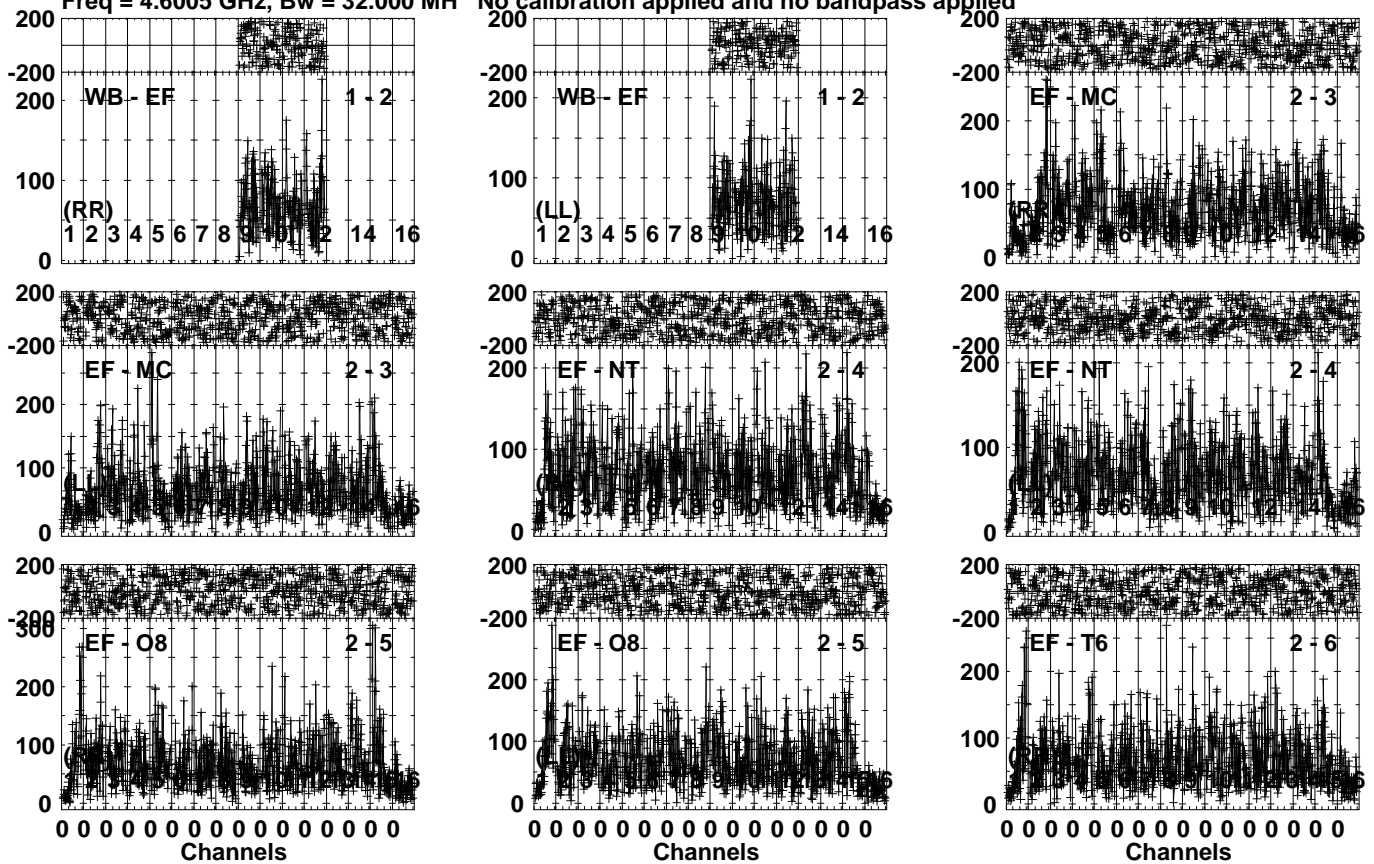 Freq = 4.6005 GHz, Bw = 32.000 MH No calibration applied and no bandpass applied
200 200 200
-200 -200 -200
WB - EF 1 - 2 WB - EF 1 - 2 EF - MC 2 - 3
200 200 200
100 100 100
(RR) (LL)
1 2 3 4 5 6 7 8 9 10 12 14 16 1 2 3 4 5 6 7 8 9 10 12 14 16
0 0 0
200 200 200
-200 -200 -200
EF - MC 2 - 3 EF - NT 2 - 4 EF - NT 2 - 4
200 200 200
100 100 100
0 0 0
200 200 200
-200 -200 -200
300
EF - O8 2 - 5 EF - O8 2 - 5 EF - T6 2 - 6
200 200 200
100 100 100
0 0 0
0 0 0 0 0 0 0 0 0 0 0 0 0 0 0 0 0 0 0 0 0 0 0 0 0 0 0 0 0 0 0 0 0 0 0 0 0 0 0 0 0 0 0 0 0 0 0 0
Channels Channels Channels